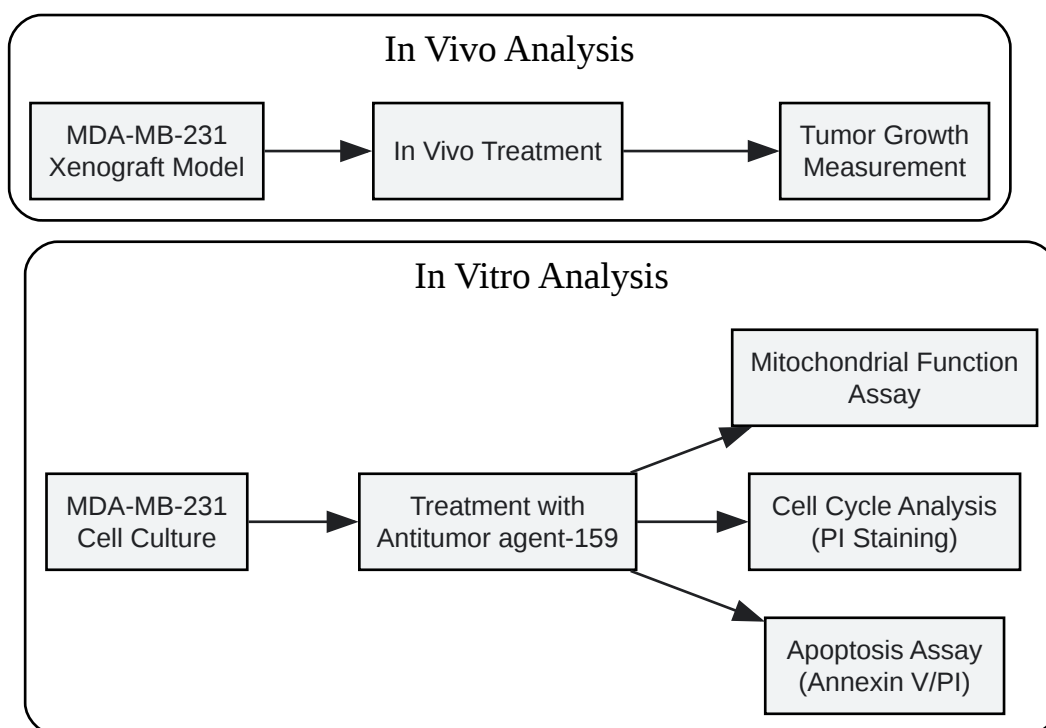 In Vivo Analysis
MDA-MB-231
Xenograft Model
In Vivo Treatment
Tumor Growth
Measurement
In Vitro Analysis
Mitochondrial Function
Assay
MDA-MB-231
Cell Culture
Treatment with
Antitumor agent-159
Cell Cycle Analysis
(PI Staining)
Apoptosis Assay
(Annexin V/PI)